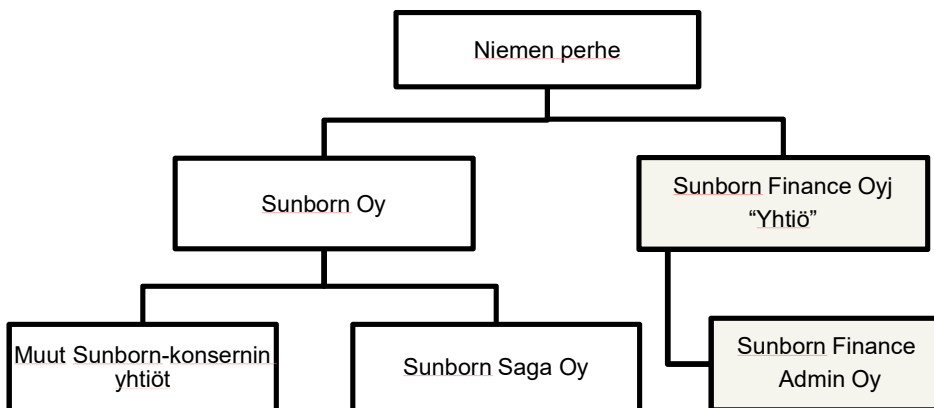 Niemen perhe
Sunborn Oy
Sunborn Finance Oyj
“Yhtiö”
Muut Sunborn-konsernin
yhtiöt
Sunborn Saga Oy
Sunborn Finance
Admin Oy